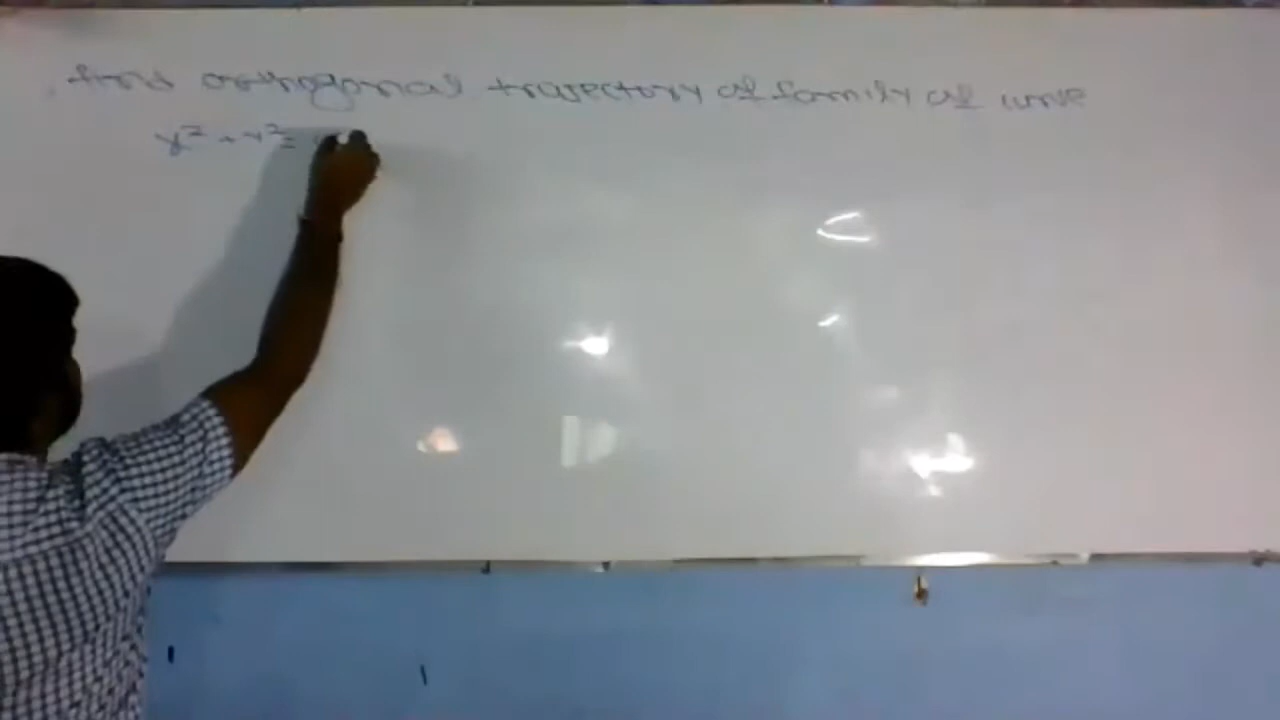 find orthogonal trajectory of family of curve
y² + x² =